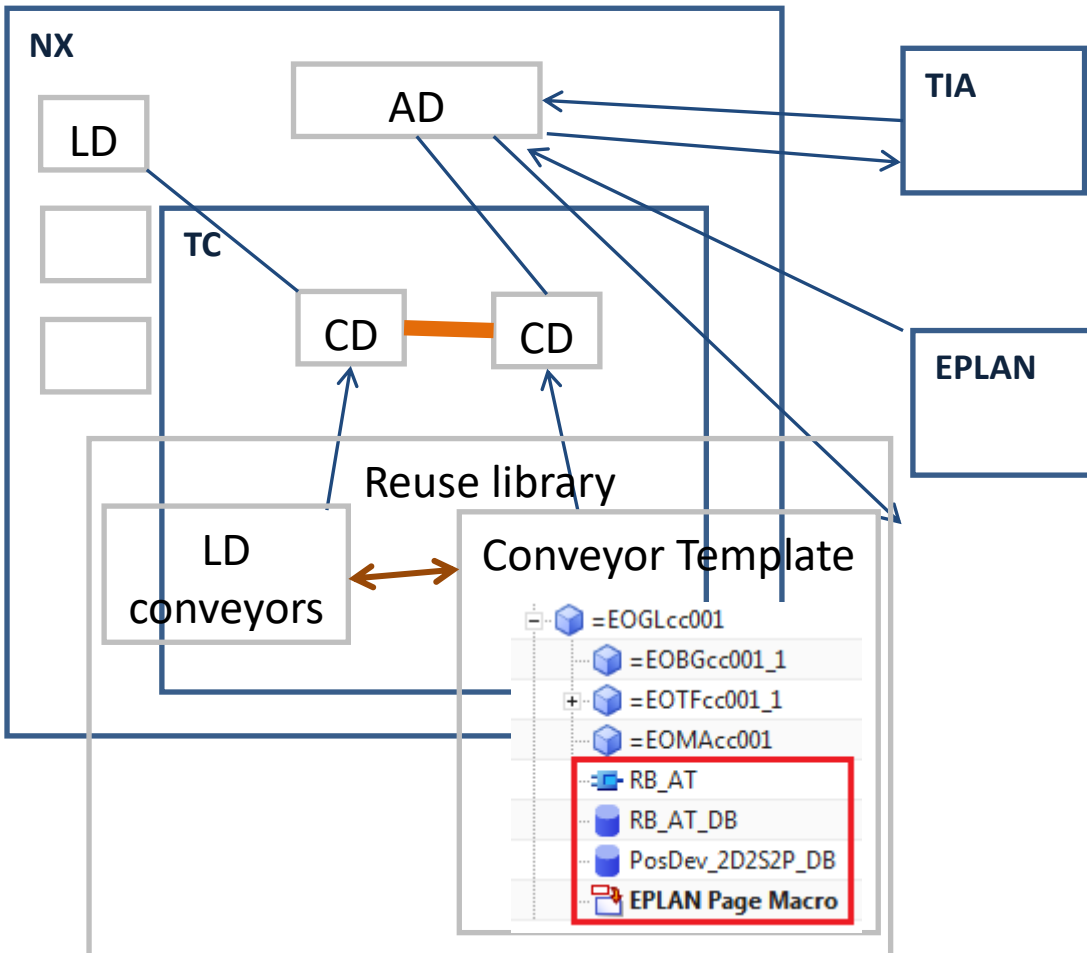 NX
TIA
AD
LD
TC
CD
CD
EPLAN
Reuse library
LD
conveyors
Conveyor Template
=EOGLcc001
=EOBGcc001_1
=EOTFcc001_1
=EOMAcc001
RB_AT
RB_AT_DB
PosDev_2D2S2P_DB
EPLAN Page Macro